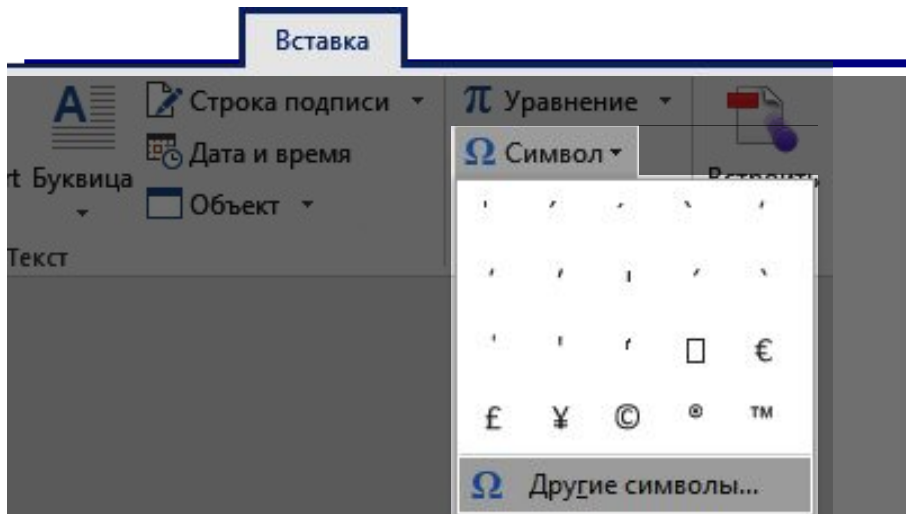 Вставка
Строка подписи
Дата и время
Объект
Буквица
Текст
π Уравнение
Ω Символ
£ ¥ © ® ™
€
Ω Другие символы...